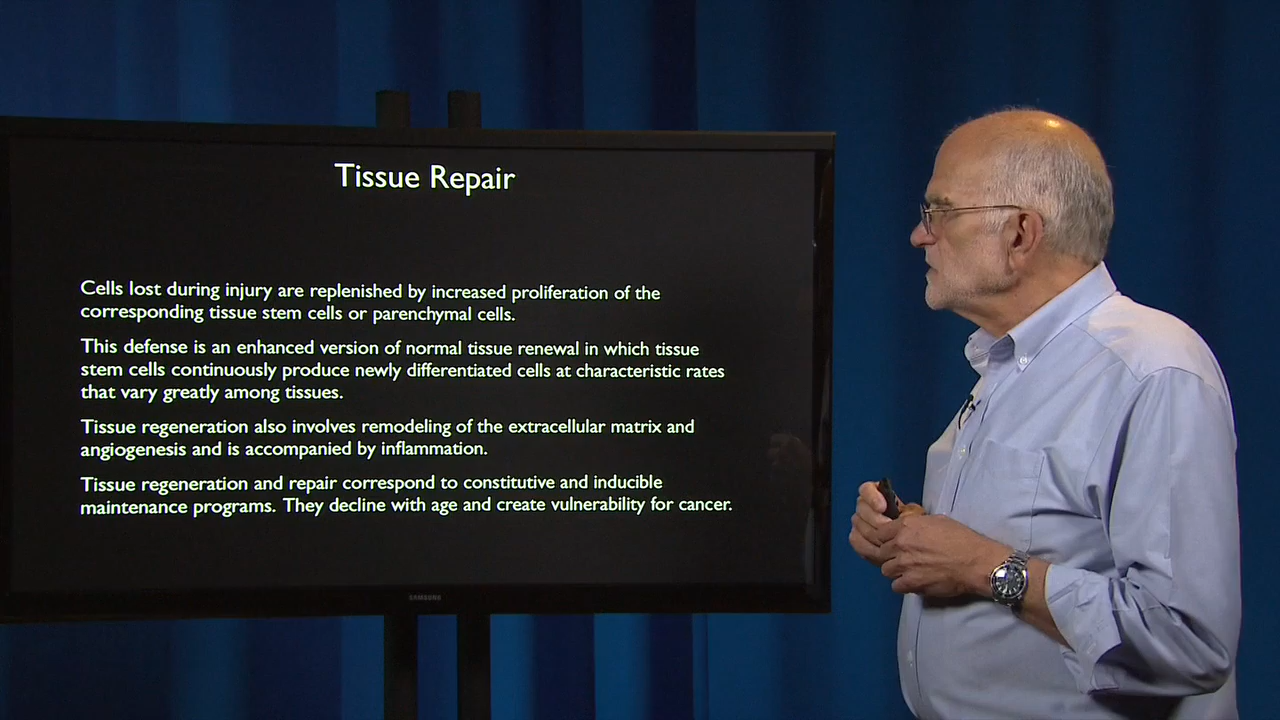 Tissue Repair
Cells lost during injury are replenished by increased proliferation of the
corresponding tissue stem cells or parenchymal cells.
This defense is an enhanced version of normal tissue renewal in which tissue
stem cells continuously produce newly differentiated cells at characteristic rates
that vary greatly among tissues.
Tissue regeneration also involves remodeling of the extracellular matrix and
angiogenesis and is accompanied by inflammation.
Tissue regeneration and repair correspond to constitutive and inducible
maintenance programs. They decline with age and create vulnerability for cancer.
SAMSUNG